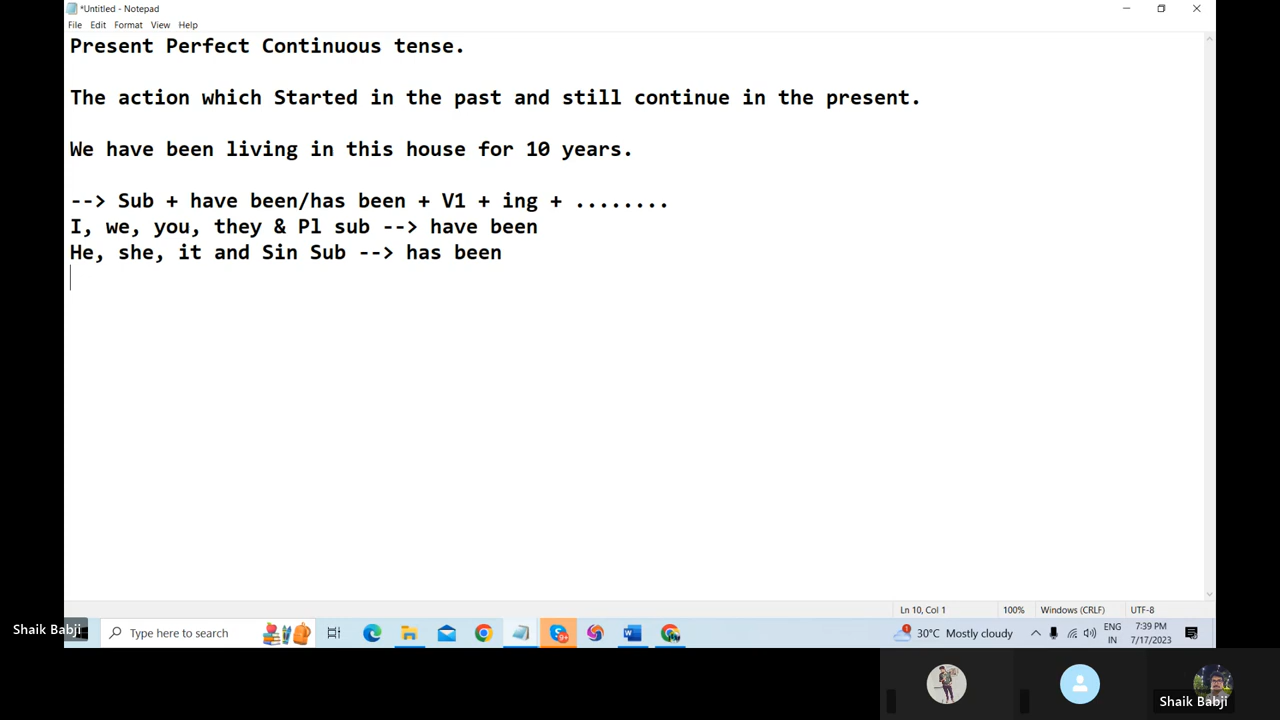 *Untitled - Notepad
File Edit Format View Help
Present Perfect Continuous tense.
The action which Started in the past and still continue in the present.
We have been living in this house for 10 years.
--> Sub + have been/has been + V1 + ing + ........
I, we, you, they & Pl sub --> have been
He, she, it and Sin Sub --> has been
Ln 10, Col 1 100% Windows (CRLF) UTF-8
Shaik Babji
Type here to search
30°C Mostly cloudy
ENG
IN
7:39 PM
7/17/2023
Shaik Babji